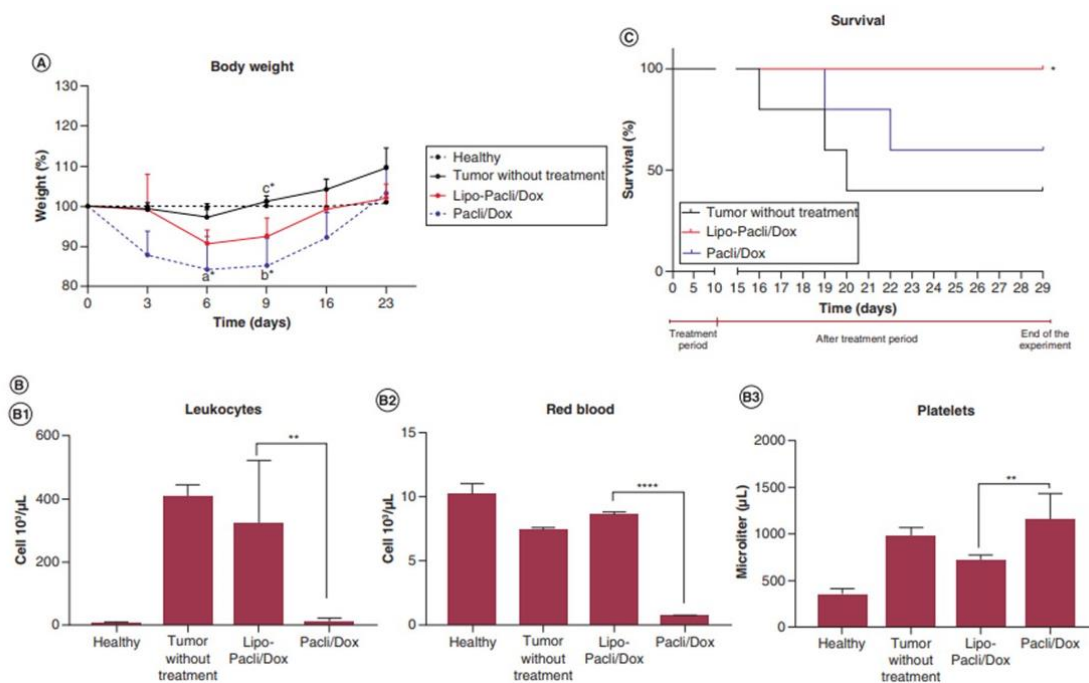 A
Body weight
130
120
110
100
90
80
Weight (%)
0 3 6 9 16 23
Time (days)
c*
a*
b*
Healthy
Tumor without treatment
Lipo-Pacli/Dox
Pacli/Dox
C
Survival
100
50
0
Survival (%)
*
Tumor without treatment
Lipo-Pacli/Dox
Pacli/Dox
0 5 10 15 16 17 18 19 20 21 22 23 24 25 26 27 28 29
Time (days)
Treatment
period
After treatment period
End of the
experiment
B
B1
Leukocytes
600
400
200
0
Cell 10³/µL
**
Healthy
Tumor
without
treatment
Lipo-
Pacli/Dox
Pacli/Dox
B2
Red blood
15
10
5
0
Cell 10³/µL
****
Healthy
Tumor
without
treatment
Lipo-
Pacli/Dox
Pacli/Dox
B3
Platelets
2000
1500
1000
500
0
Microliter (µL)
**
Healthy
Tumor
without
treatment
Lipo-
Pacli/Dox
Pacli/Dox